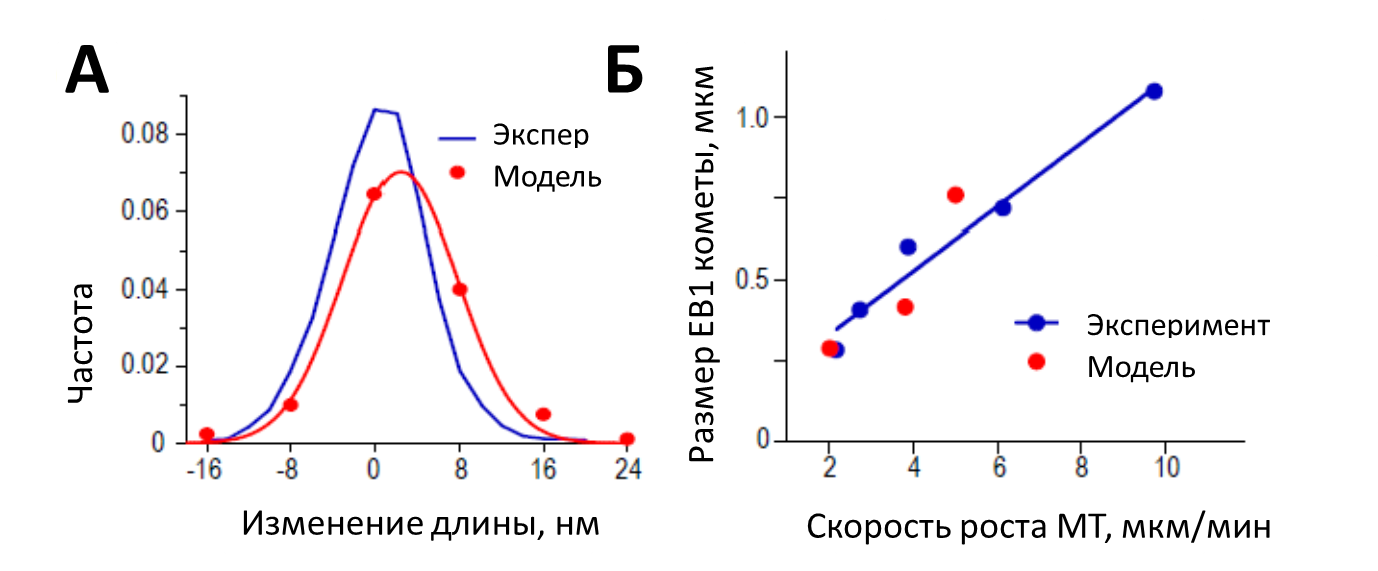 А
Частота
0.08
0.06
0.04
0.02
0
-16
-8
0
8
16
24
Изменение длины, нм
Экспер
Модель
Б
Размер EB1 кометы, мкм
1.0
0.5
0
2
4
6
8
10
Скорость роста МТ, мкм/мин
Эксперимент
Модель